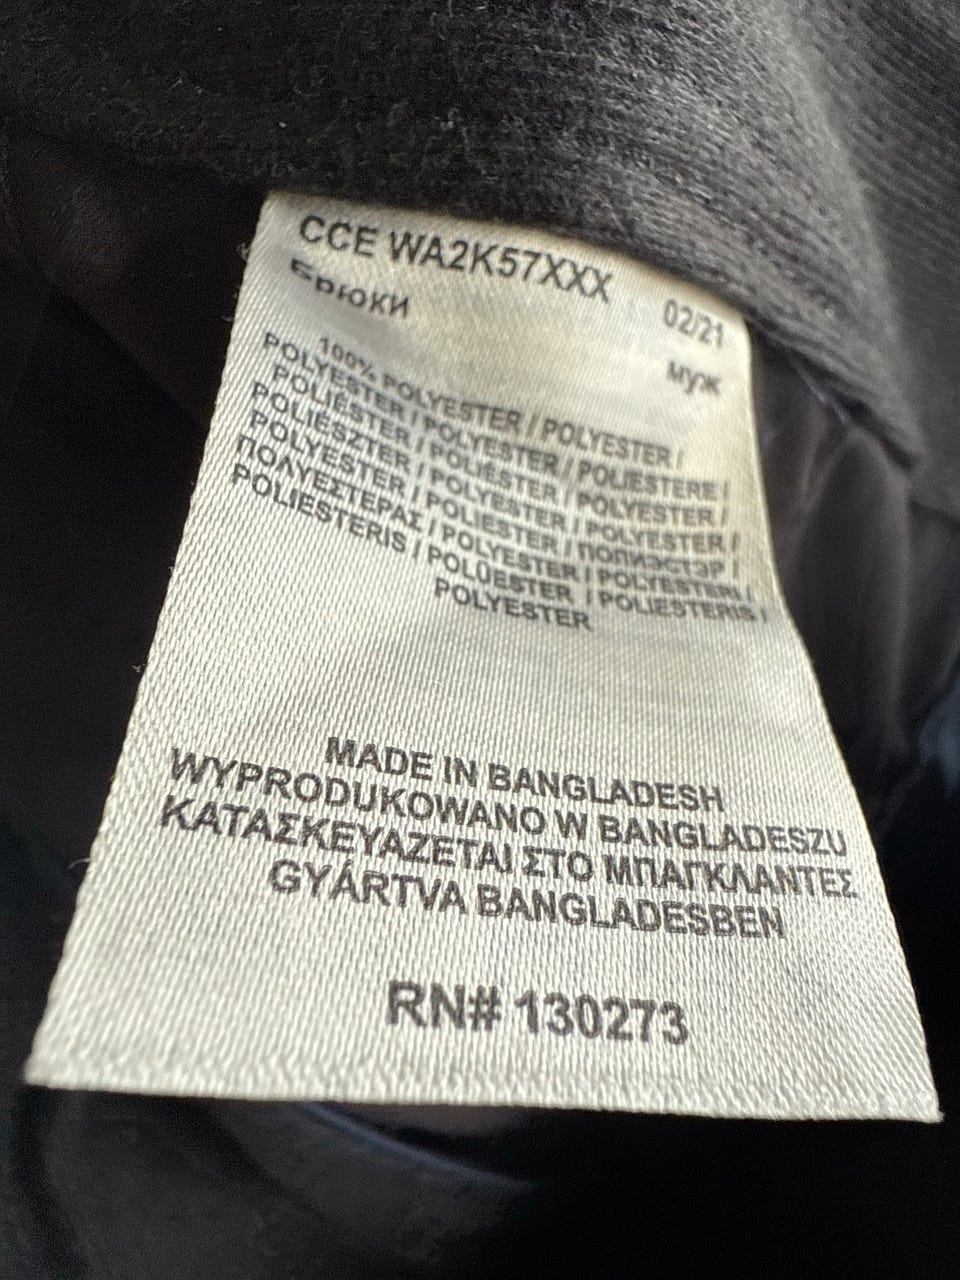 CCE WA2K57XXX 02/21
БРЮКИ муж
100% POLYESTER / POLYESTER /
POLYESTER / POLYESTER / POLIESTERE /
POLIÉSTER / POLIÉSTER / POLYESTER /
POLIÉSZTER / POLYESTER / POLYESTER /
POLYESTER / POLIESTER / ПОЛИЭСТЭР /
ΠΟΛΥΕΣΤΕΡΑΣ / POLYESTER / POLYESTERI /
POLIESTERIS / POLÜESTER / POLIESTERIS /
POLYESTER
MADE IN BANGLADESH
WYPRODUKOWANO W BANGLADESZU
ΚΑΤΑΣΚΕΥΑΖΕΤΑΙ ΣΤΟ ΜΠΑΓΚΛΑΝΤΕΣ
GYÁRTVA BANGLADESBEN
RN# 130273